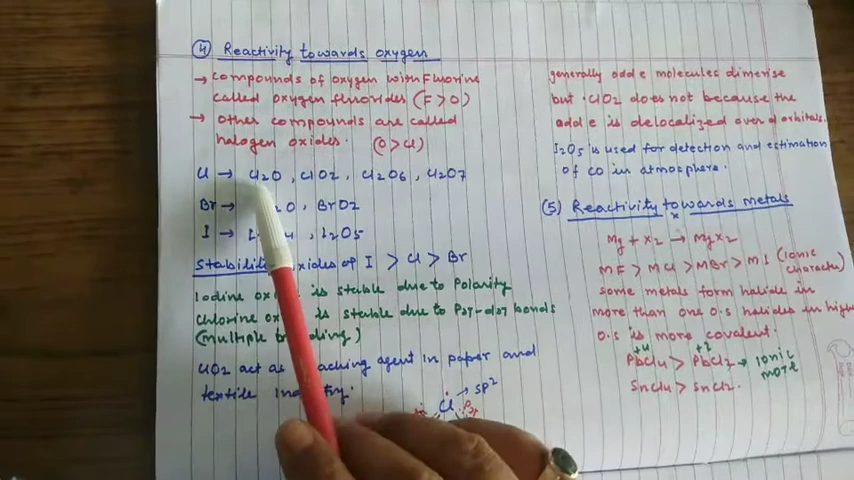 ④ Reactivity towards oxygen
→ compounds of oxygen with Fluorine
called oxygen fluorides (F > O)
→ other compounds are called
halogen oxides. (O > Cl)
Cl → Cl2O, ClO2, Cl2O6, Cl2O7
Br → O, BrO2
I → , I2O5
oxides of I > Cl > Br
Iodine is stable due to Polarity
chlorine is stable due to Pπ-dπ bonds
(multiple)
ClO2 act as agent in paper and
textile
Cl → SP2
Pπ
generally odde molecules dimerise
but ClO2 does not because the
odd e is delocalized over d orbitals.
I2O5 is used for detection and estimation
of CO in atmosphere.
⑤ Reactivity towards metals
Mg + X2 → MgX2
MF > MCl > MBr > MI (ionic
character)
some metals form halide in
more than one O.S halides in high
O.S is more covalent.
+4 +2
PbCl4 > PbCl2 → Ionic
more
SnCl4 > SnCl2.